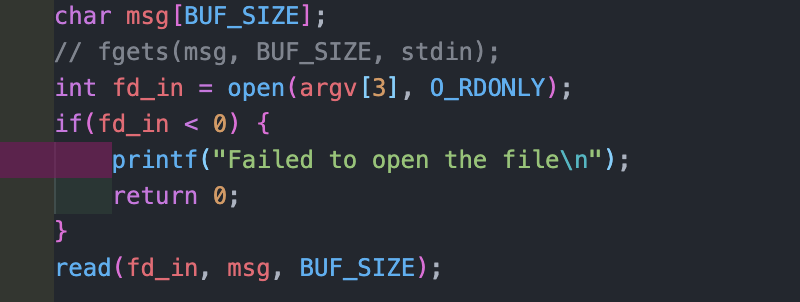 char msg[BUF_SIZE];
// fgets(msg, BUF_SIZE, stdin);
int fd_in = open(argv[3], O_RDONLY);
if(fd_in < 0) {
printf("Failed to open the file\n");
return 0;
}
read(fd_in, msg, BUF_SIZE);